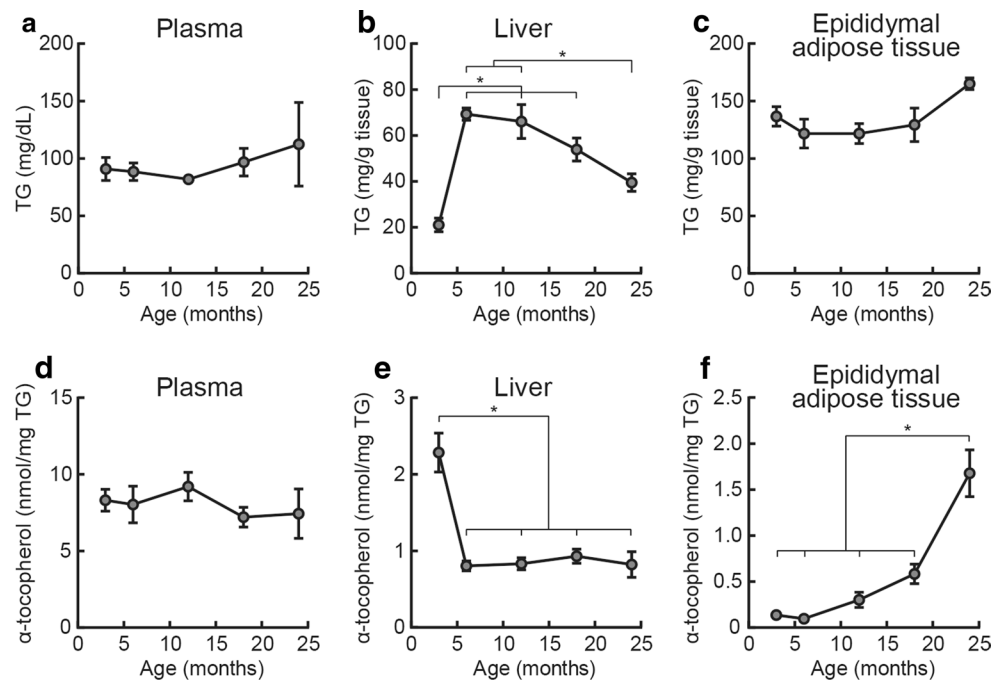 a
Plasma
TG (mg/dL)
200
150
100
50
0
0 5 10 15 20 25
Age (months)
b
Liver
TG (mg/g tissue)
100
80
60
40
20
0
*
*
0 5 10 15 20 25
Age (months)
c
Epididymal
adipose tissue
TG (mg/g tissue)
200
150
100
50
0
0 5 10 15 20 25
Age (months)
d
Plasma
α-tocopherol (nmol/mg TG)
15
10
5
0
0 5 10 15 20 25
Age (months)
e
Liver
α-tocopherol (nmol/mg TG)
3
2
1
0
*
0 5 10 15 20 25
Age (months)
f
Epididymal
adipose tissue
α-tocopherol (nmol/mg TG)
2.5
2.0
1.5
1.0
0.5
0
*
0 5 10 15 20 25
Age (months)